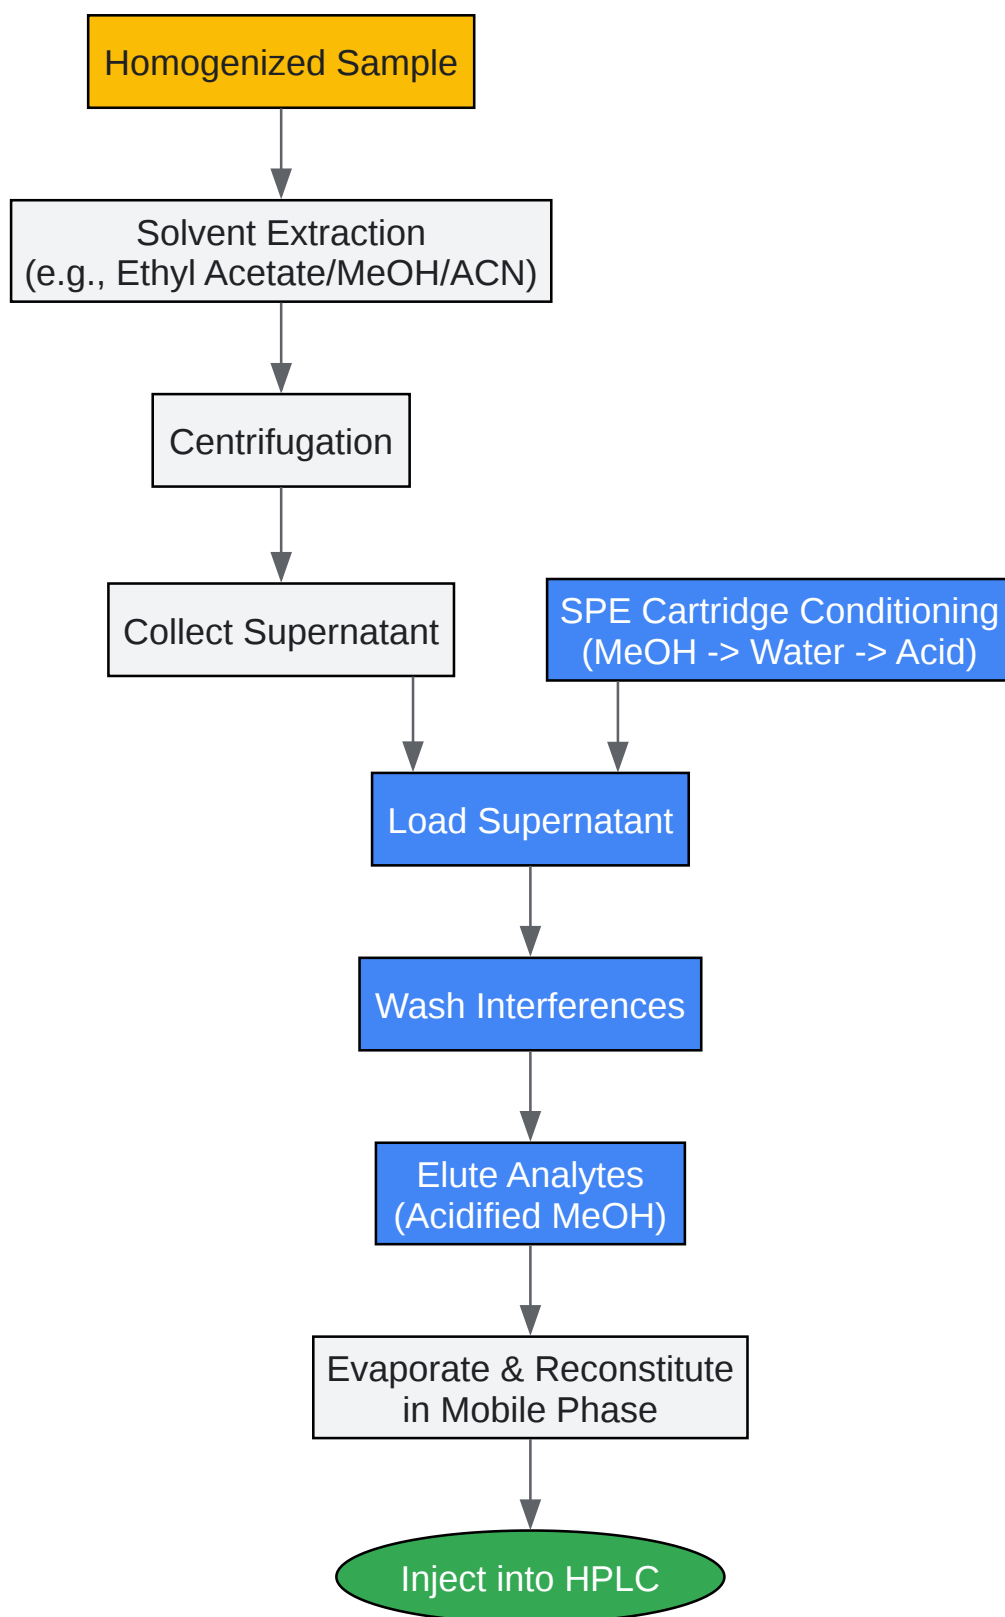 Homogenized Sample
Solvent Extraction
(e.g., Ethyl Acetate/MeOH/ACN)
Centrifugation
Collect Supernatant
SPE Cartridge Conditioning
(MeOH -> Water -> Acid)
Load Supernatant
Wash Interferences
Elute Analytes
(Acidified MeOH)
Evaporate & Reconstitute
in Mobile Phase
Inject into HPLC